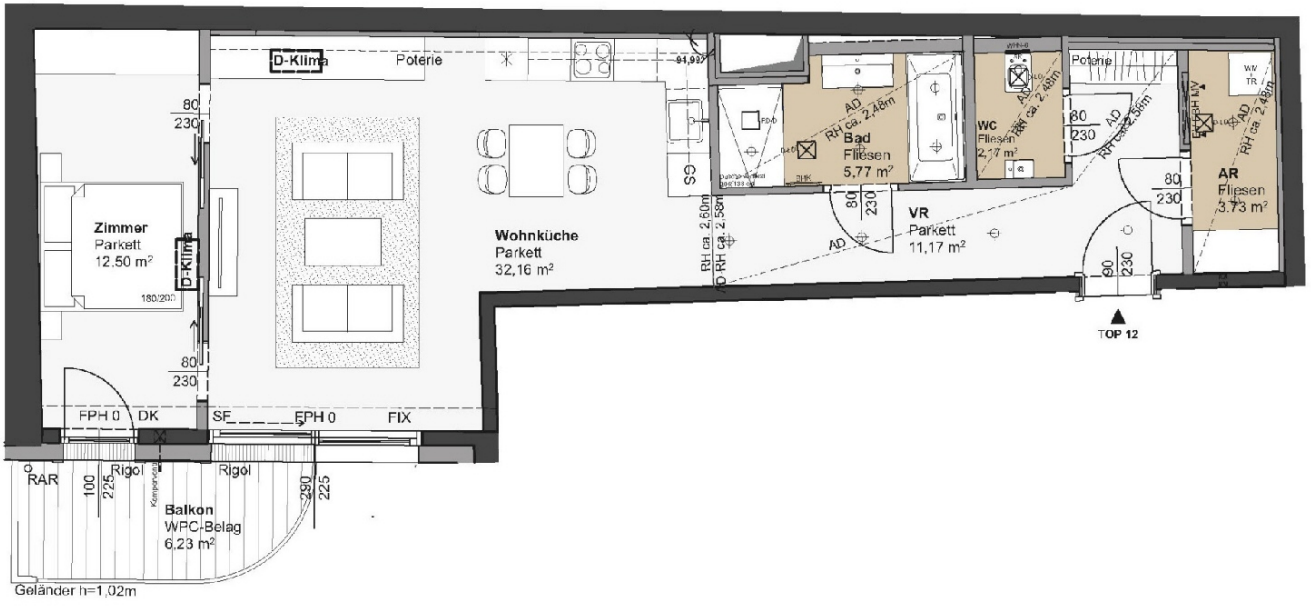 D-Klima
Poterie
91,99
80
230
Zimmer
Parkett
12.50 m²
180/200
D-Klima
80
230
Wohnküche
Parkett
32,16 m²
GS
RH ca. 2,60m
AD RH ca. 2,58m
AD
RH ca. 2,48m
Bad
Fliesen
5,77 m²
80
230
AD
WC
Fliesen
2,17 m²
AD
RH ca. 2,48m
Poterie
80
230
AD
RH ca. 2,58m
VR
Parkett
11,17 m²
80
230
90
230
WM
TR
AD
RH ca. 2,48m
AR
Fliesen
3.73 m²
TOP 12
FPH 0
DK
SF
FPH 0
FIX
RAR
Rigol
Rigol
100
225
290
225
Balkon
WPC-Belag
6,23 m²
Geländer h=1,02m